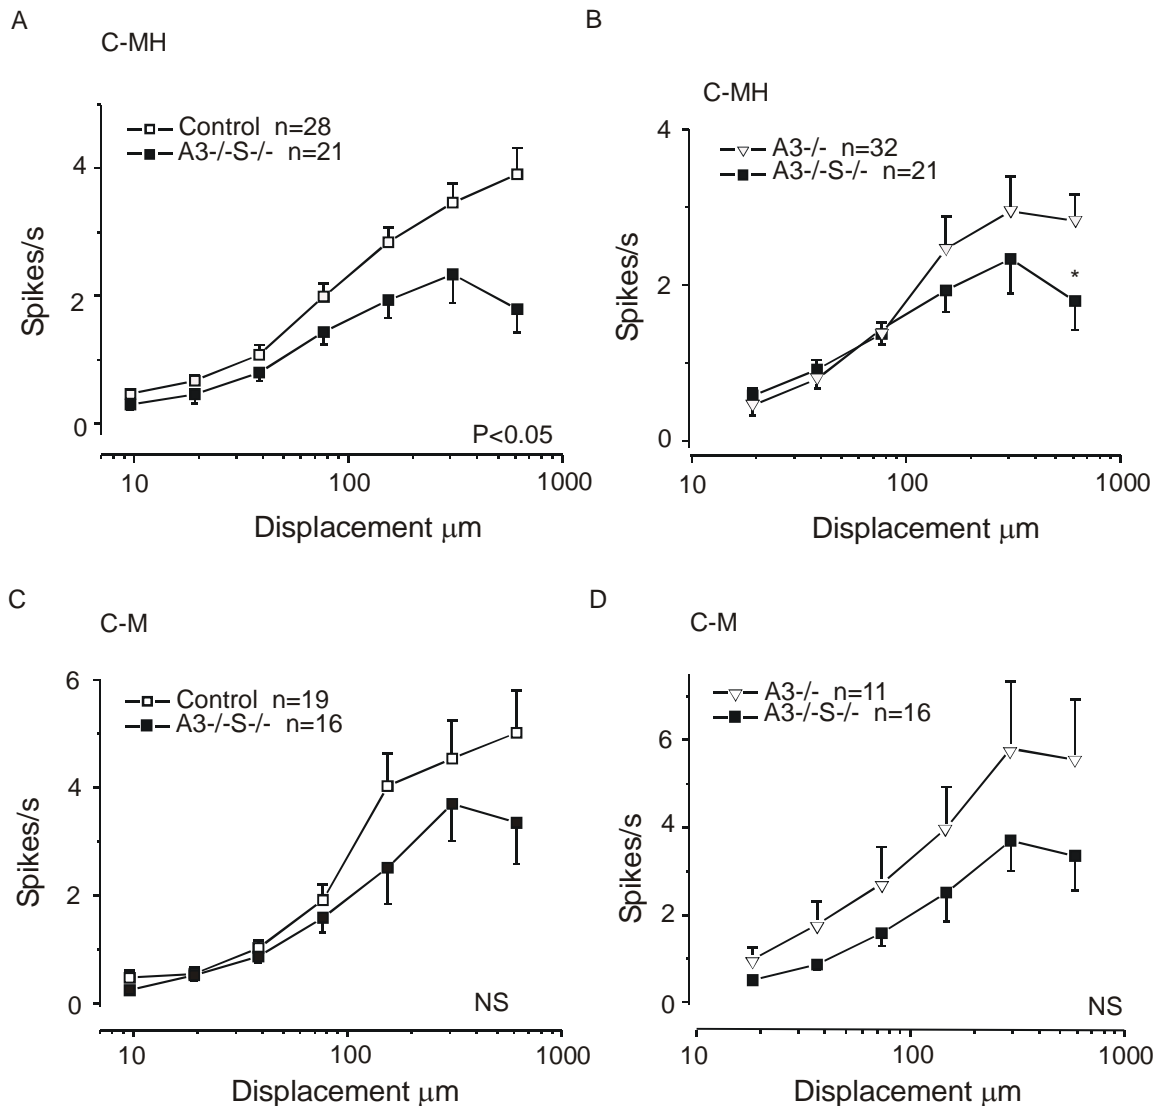 A
C-MH
Control n=28
A3-/-S-/- n=21
4
2
0
Spikes/s
P<0.05
10 100 1000
Displacement μm
B
C-MH
A3-/- n=32
A3-/-S-/- n=21
4
2
0
Spikes/s
*
10 100 1000
Displacement μm
C
C-M
Control n=19
A3-/-S-/- n=16
6
4
2
0
Spikes/s
NS
10 100 1000
Displacement μm
D
C-M
A3-/- n=11
A3-/-S-/- n=16
6
4
2
0
Spikes/s
NS
10 100 1000
Displacement μm